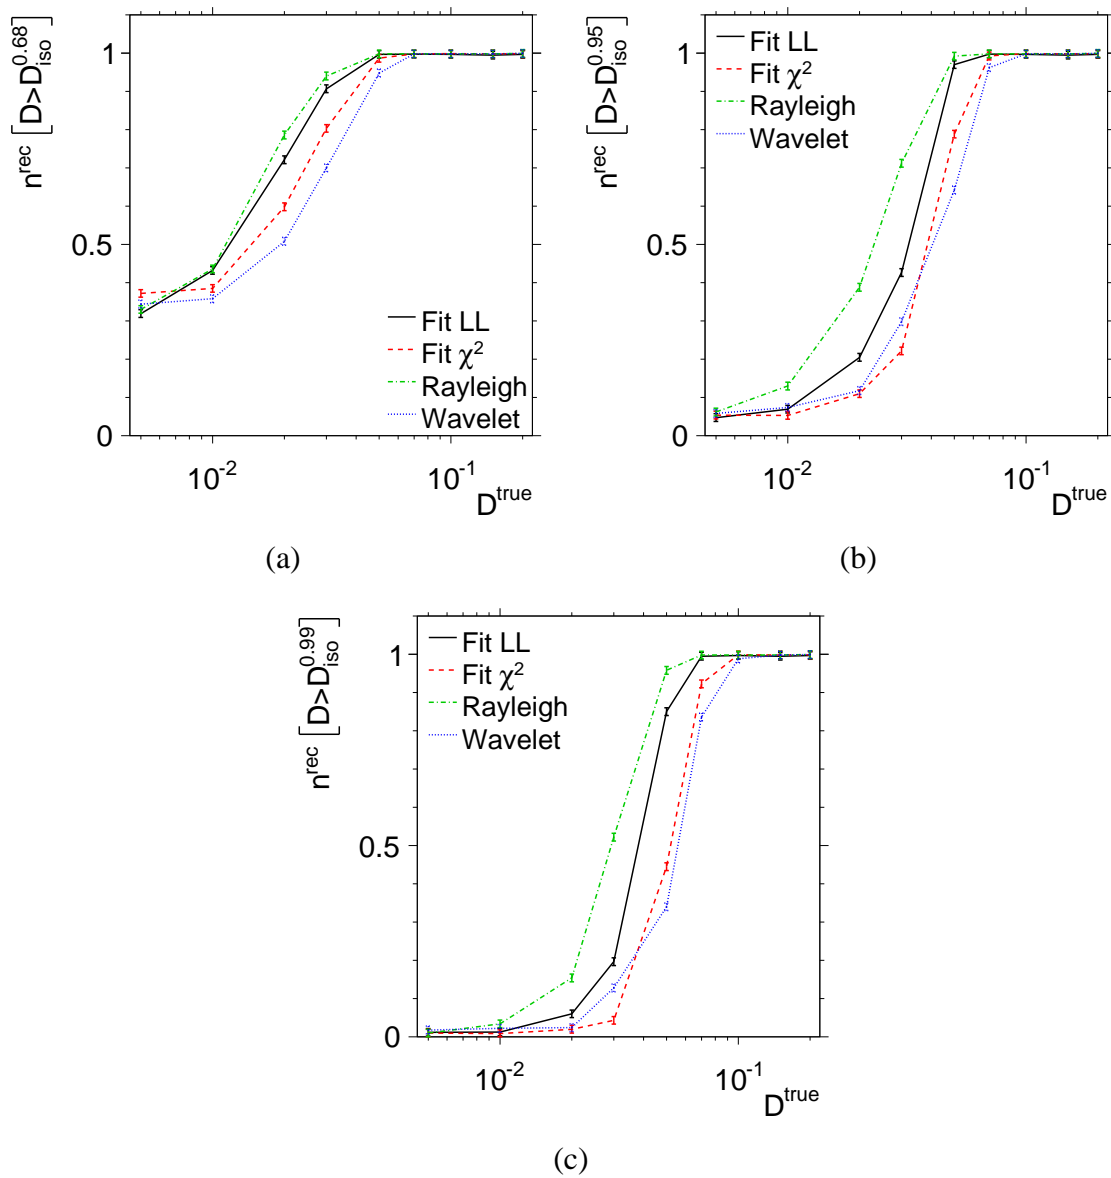 n^rec [D>D_iso^0.68]
1
0.5
0
Fit LL
Fit χ²
Rayleigh
Wavelet
10^-2
10^-1
D^true
(a)
n^rec [D>D_iso^0.95]
1
0.5
0
Fit LL
Fit χ²
Rayleigh
Wavelet
10^-2
10^-1
D^true
(b)
n^rec [D>D_iso^0.99]
1
0.5
0
Fit LL
Fit χ²
Rayleigh
Wavelet
10^-2
10^-1
D^true
(c)